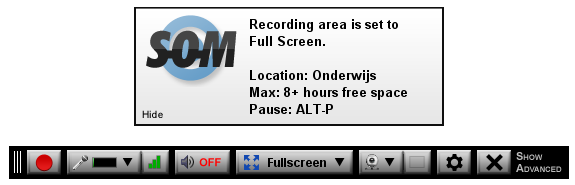 SOM
Recording area is set to
Full Screen.
Location: Onderwijs
Max: 8+ hours free space
Pause: ALT-P
Hide
OFF
Fullscreen
SHOW
ADVANCED